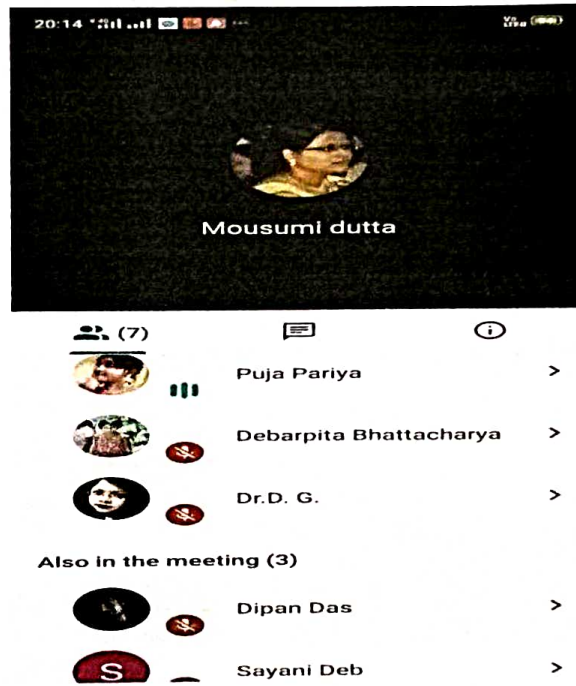 20:14
Mousumi dutta
(7)
Puja Pariya
Debarpita Bhattacharya
Dr.D. G.
Also in the meeting (3)
Dipan Das
S
Sayani Deb